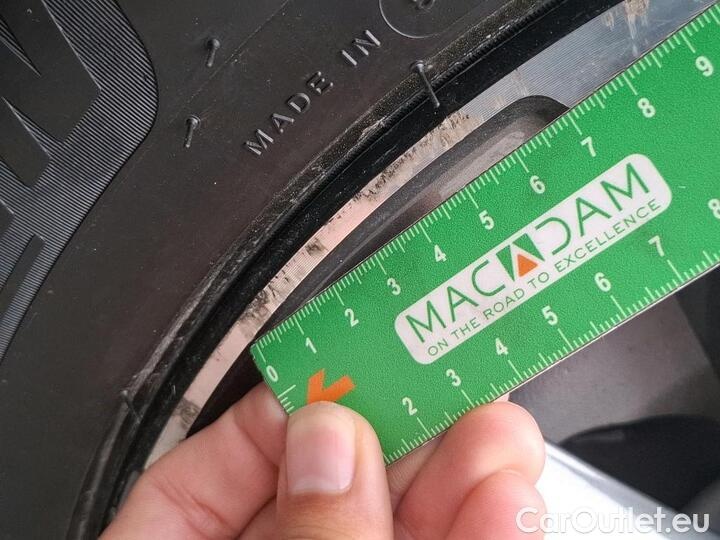 MADE IN
0 1 2 3 4 5 6 7 8 9
MACADAM
ON THE ROAD TO EXCELLENCE
2 3 4 5 6 7 8
CarOutlet.eu